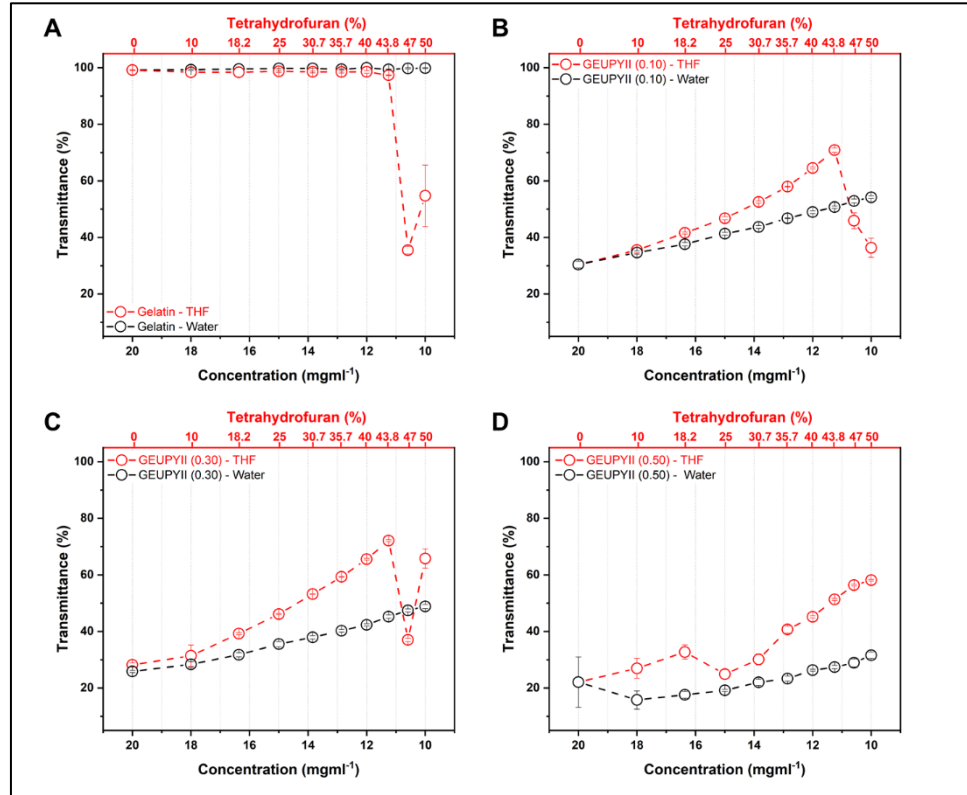 A
Tetrahydrofuran (%)
0 10 18.2 25 30.7 35.7 40 43.8 47 50
100
80
60
40
20
Transmittance (%)
Gelatin - THF
Gelatin - Water
20 18 16 14 12 10
Concentration (mgml⁻¹)
B
Tetrahydrofuran (%)
0 10 18.2 25 30.7 35.7 40 43.8 47 50
100
80
60
40
20
Transmittance (%)
GEUPYII (0.10) - THF
GEUPYII (0.10) - Water
20 18 16 14 12 10
Concentration (mgml⁻¹)
C
Tetrahydrofuran (%)
0 10 18.2 25 30.7 35.7 40 43.8 47 50
100
80
60
40
20
Transmittance (%)
GEUPYII (0.30) - THF
GEUPYII (0.30) - Water
20 18 16 14 12 10
Concentration (mgml⁻¹)
D
Tetrahydrofuran (%)
0 10 18.2 25 30.7 35.7 40 43.8 47 50
100
80
60
40
20
Transmittance (%)
GEUPYII (0.50) - THF
GEUPYII (0.50) - Water
20 18 16 14 12 10
Concentration (mgml⁻¹)